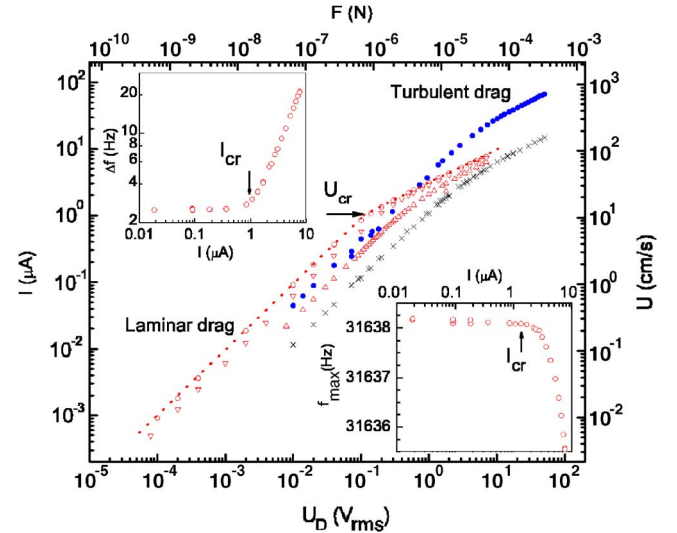 F (N)
10^-10 10^-9 10^-8 10^-7 10^-6 10^-5 10^-4 10^-3
10^2 10^1 10^0 10^-1 10^-2 10^-3
I (μA)
10^3 10^2 10^1 10^0 10^-1 10^-2
U (cm/s)
Turbulent drag
U_cr
Laminar drag
20
10
4
2
Δf (Hz)
I_cr
0.01 0.1 1 10
I (μA)
I (μA)
0.01 0.1 1 10
31638
31637
31636
f_max(Hz)
I_cr
10^-5 10^-4 10^-3 10^-2 10^-1 10^0 10^1 10^2
U_D (V_rms)